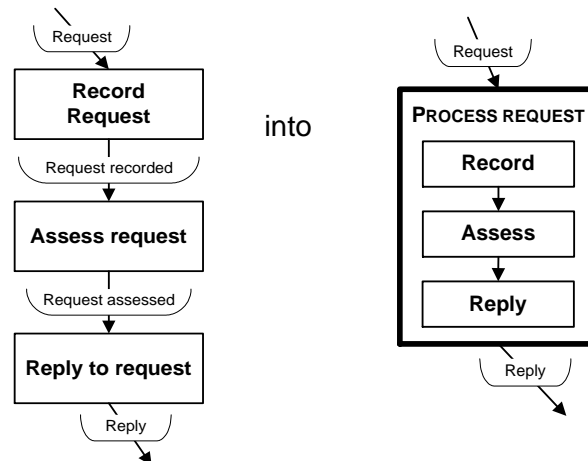 Request
Record
Request
Request recorded
Assess request
Request assessed
Reply to request
Reply
into
Request
PROCESS REQUEST
Record
Assess
Reply
Reply